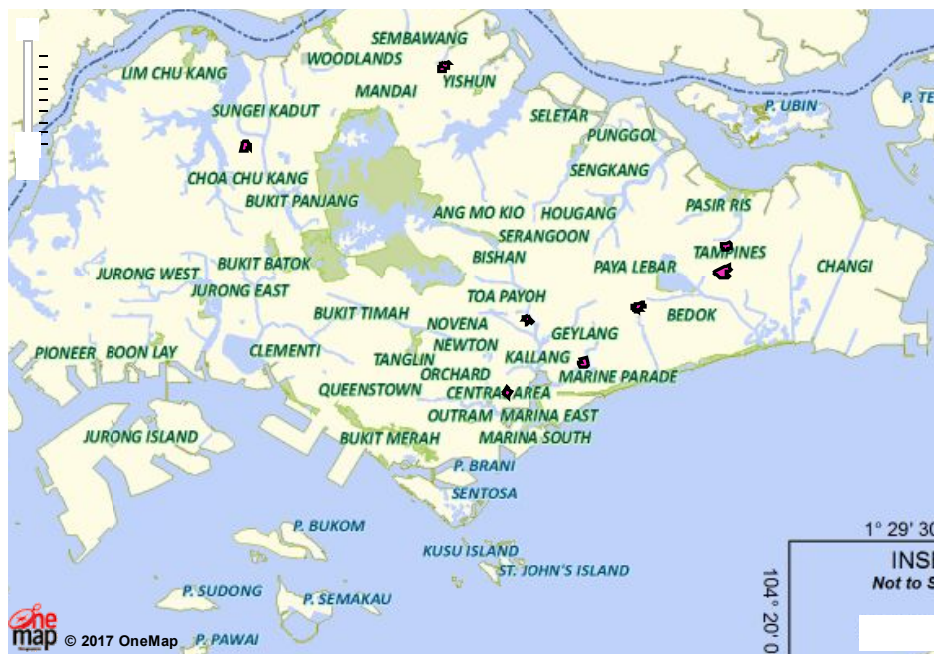 SEMBAWANG
WOODLANDS
LIM CHU KANG
YISHUN
MANDAI
SUNGEI KADUT
SELETAR
P. UBIN
P. TE
PUNGGOL
SENGKANG
CHOA CHU KANG
BUKIT PANJANG
PASIR RIS
ANG MO KIO
HOUGANG
SERANGOON
BISHAN
TAMPINES
BUKIT BATOK
PAYA LEBAR
CHANGI
JURONG WEST
JURONG EAST
TOA PAYOH
BUKIT TIMAH
NOVENA
BEDOK
GEYLANG
NEWTON
PIONEER
BOON LAY
CLEMENTI
TANGLIN
KALLANG
ORCHARD
MARINE PARADE
QUEENSTOWN
CENTRAL AREA
OUTRAM
MARINA EAST
JURONG ISLAND
BUKIT MERAH
MARINA SOUTH
P. BRANI
SENTOSA
P. BUKOM
1° 29' 30
KUSU ISLAND
INS
ST. JOHN'S ISLAND
Not to S
104° 20' 0
P. SUDONG
P. SEMAKAU
One
map
© 2017 OneMap
P. PAWAI